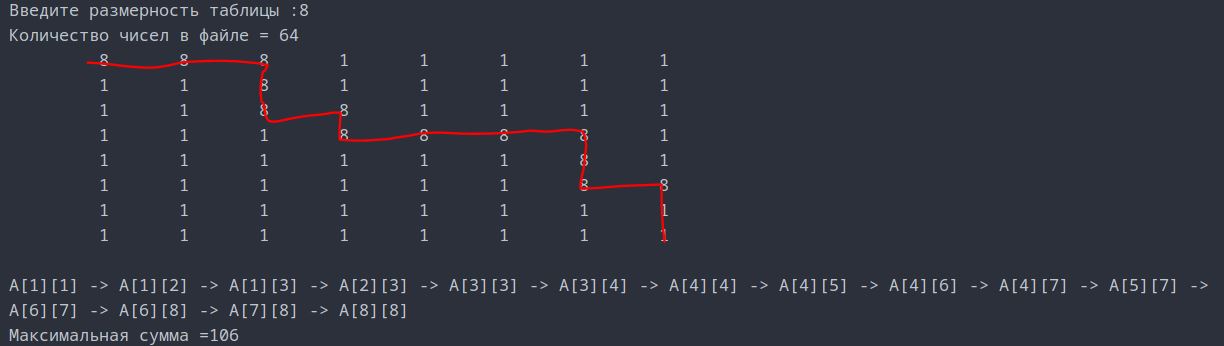 Введите размерность таблицы :8
Количество чисел в файле = 64
8 8 8 1 1 1 1 1
1 1 8 1 1 1 1 1
1 1 8 8 1 1 1 1
1 1 1 8 8 8 8 1
1 1 1 1 1 1 8 1
1 1 1 1 1 1 8 8
1 1 1 1 1 1 1 1
1 1 1 1 1 1 1 1
A[1][1] -> A[1][2] -> A[1][3] -> A[2][3] -> A[3][3] -> A[3][4] -> A[4][4] -> A[4][5] -> A[4][6] -> A[4][7] -> A[5][7] ->
A[6][7] -> A[6][8] -> A[7][8] -> A[8][8]
Максимальная сумма =106